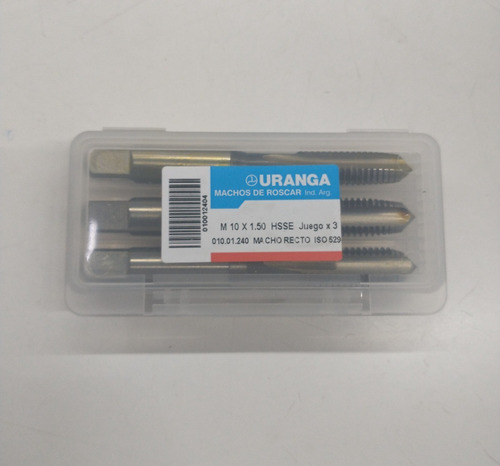 URANGA
MACHOS DE ROSCAR Ind. Arg.
M 10 X 1.50 HSSE Juego x 3
010.01.240 MACHO RECTO ISO 529
010012404